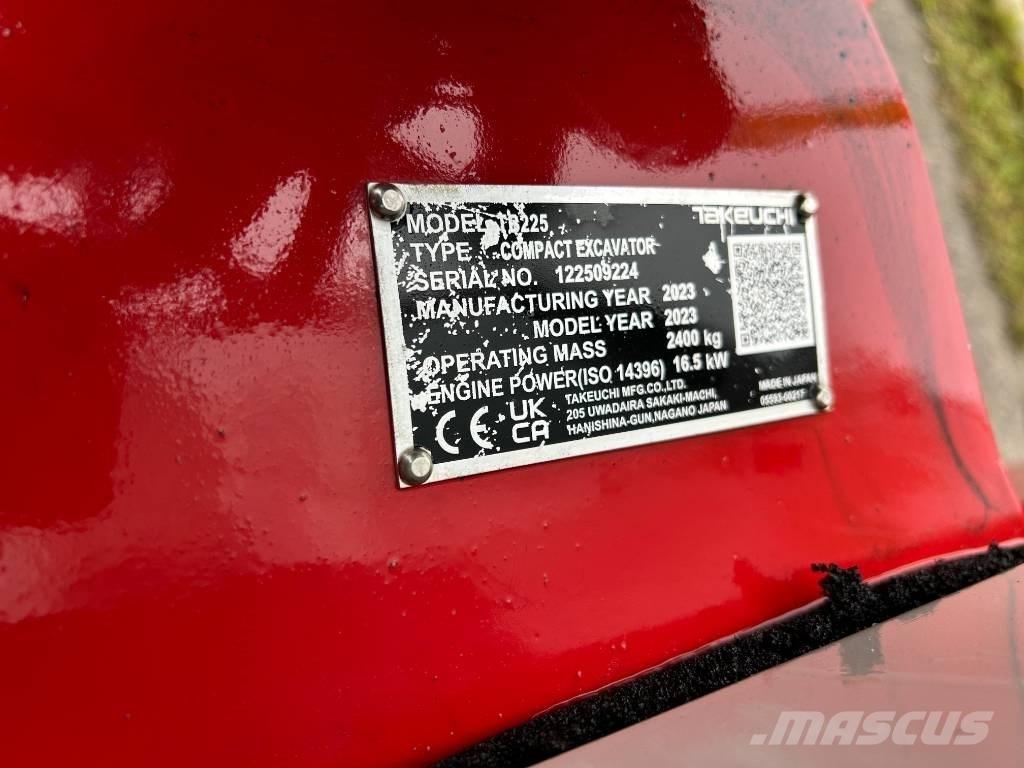 TAKEUCHI
MODEL TB225
TYPE COMPACT EXCAVATOR
SERIAL NO. 122509224
MANUFACTURING YEAR 2023
MODEL YEAR 2023
OPERATING MASS 2400 kg
ENGINE POWER(ISO 14396) 16.5 kW
CE UK
CA
TAKEUCHI MFG.CO.,LTD.
205 UWADAIRA SAKAKI-MACHI,
HANISHINA-GUN,NAGANO JAPAN
MADE IN JAPAN
05593-00217
.MASCUS